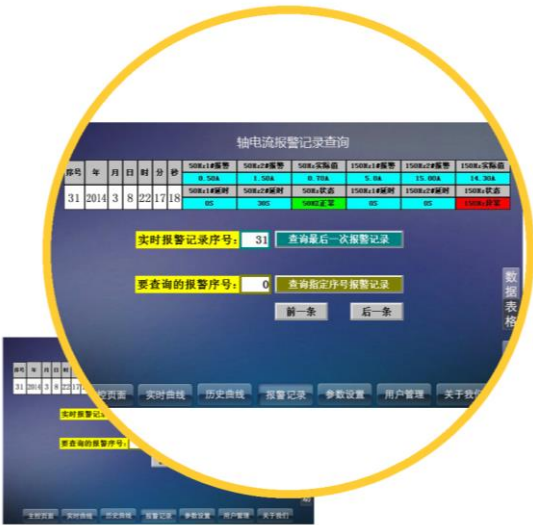 轴电流报警记录查询
序号 年 月 日 时 分 秒 50Hz1#报警 50Hz2#报警 50Hz实际值 150Hz1#报警 150Hz2#报警 150Hz实际值
0.50A 1.50A 0.70A 5.0A 15.00A 14.30A
31 2014 3 8 22 17 18 50Hz1#延时 50Hz2#延时 50Hz状态 150Hz1#延时 150Hz2#延时 150Hz状态
0S 30S 50HZ正常 0S 0S 150Hz异常
实时报警记录序号: 31 查询最后一次报警记录
要查询的报警序号: 0 查询指定序号报警记录
前一条 后一条
数据表格
控页面 实时曲线 历史曲线 报警记录 参数设置 用户管理 关于我们
序号 年 月 日 时 分
31 2014 3 8 22 17
实时报警记
要查询的报警序号:
主控页面 实时曲线 历史曲线 报警记录 参数设置 用户管理 关于我们